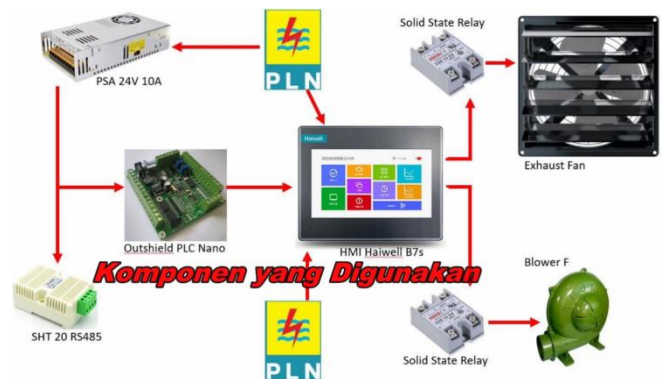 Solid State Relay
PLN
PSA 24V 10A
Haiwell
Exhaust Fan
Outshield PLC Nano
HMI Haiwell B7s
Komponen yang Digunakan
Blower F
SHT 20 RS485
PLN
Solid State Relay